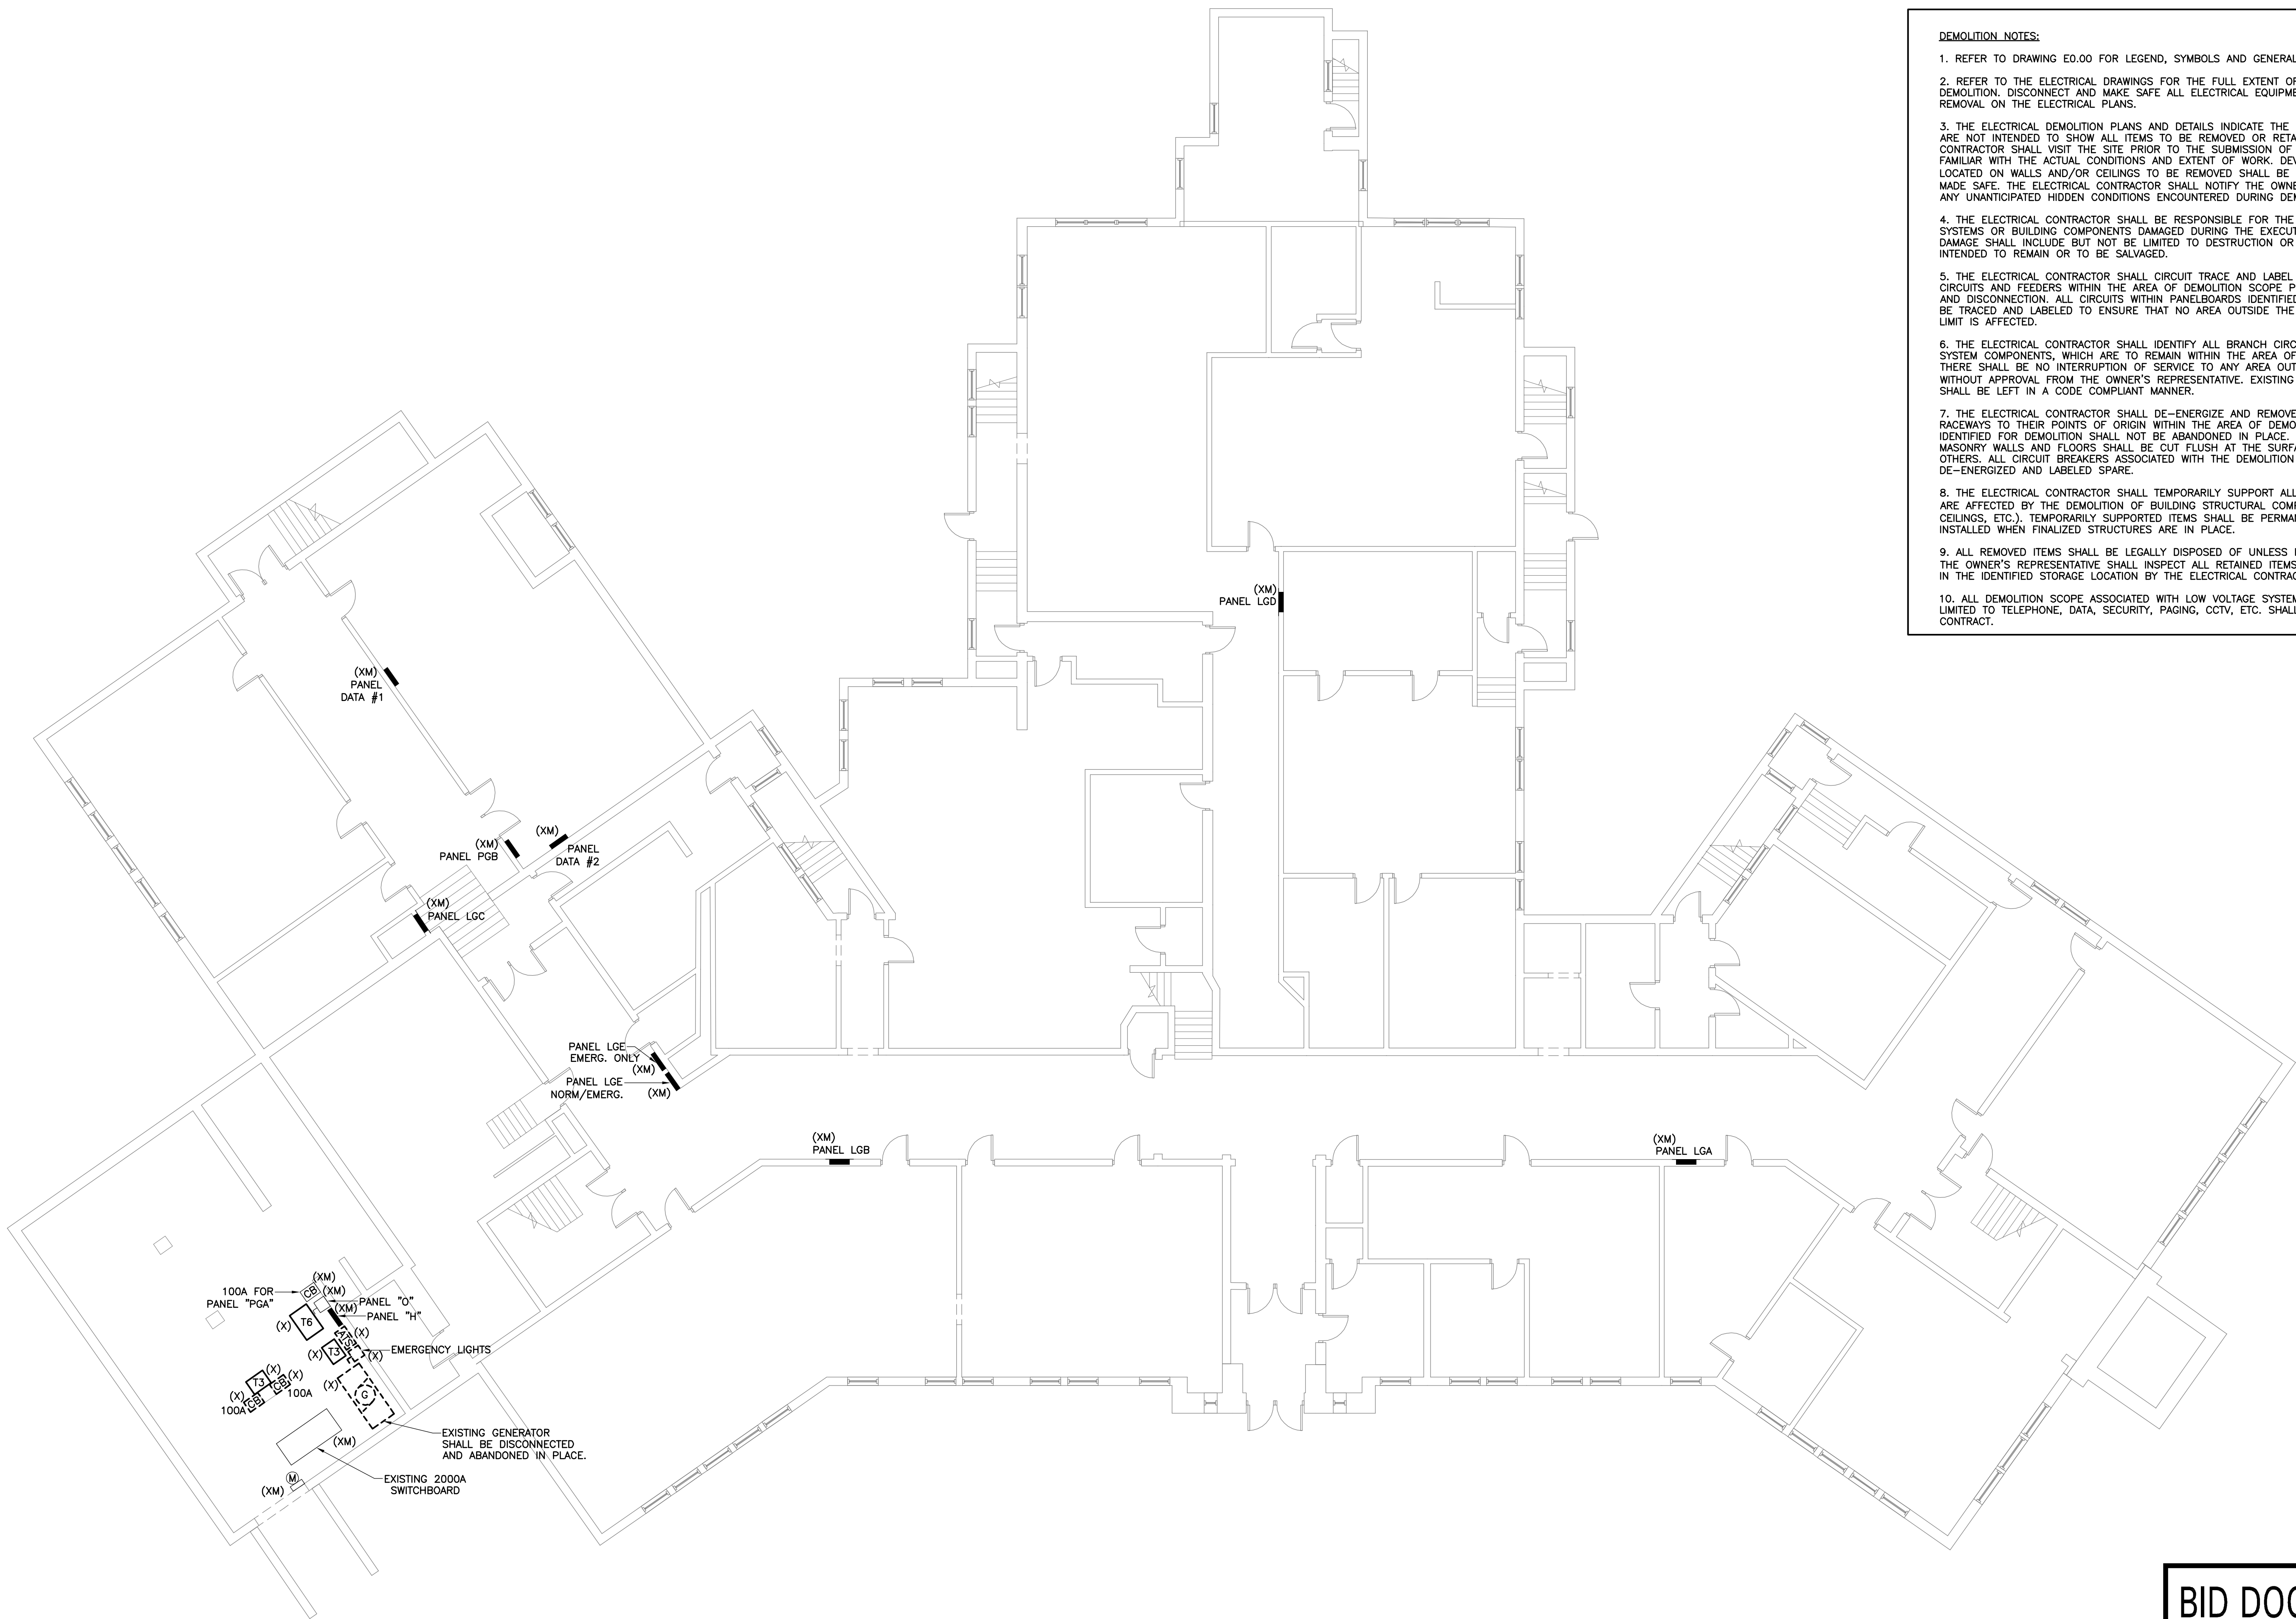 DEMOLITION NOTES:
1. REFER TO DRAWING E0.00 FOR LEGEND, SYMBOLS AND GENERAL
2. REFER TO THE ELECTRICAL DRAWINGS FOR THE FULL EXTENT OF
DEMOLITION. DISCONNECT AND MAKE SAFE ALL ELECTRICAL EQUIPME
REMOVAL ON THE ELECTRICAL PLANS.
3. THE ELECTRICAL DEMOLITION PLANS AND DETAILS INDICATE THE
ARE NOT INTENDED TO SHOW ALL ITEMS TO BE REMOVED OR RETA
CONTRACTOR SHALL VISIT THE SITE PRIOR TO THE SUBMISSION OF
FAMILIAR WITH THE ACTUAL CONDITIONS AND EXTENT OF WORK. DEV
LOCATED ON WALLS AND/OR CEILINGS TO BE REMOVED SHALL BE
MADE SAFE. THE ELECTRICAL CONTRACTOR SHALL NOTIFY THE OWNE
ANY UNANTICIPATED HIDDEN CONDITIONS ENCOUNTERED DURING DEM
4. THE ELECTRICAL CONTRACTOR SHALL BE RESPONSIBLE FOR THE
SYSTEMS OR BUILDING COMPONENTS DAMAGED DURING THE EXECUT
DAMAGE SHALL INCLUDE BUT NOT BE LIMITED TO DESTRUCTION OR
INTENDED TO REMAIN OR TO BE SALVAGED.
5. THE ELECTRICAL CONTRACTOR SHALL CIRCUIT TRACE AND LABEL
CIRCUITS AND FEEDERS WITHIN THE AREA OF DEMOLITION SCOPE P
AND DISCONNECTION. ALL CIRCUITS WITHIN PANELBOARDS IDENTIFIED
BE TRACED AND LABELED TO ENSURE THAT NO AREA OUTSIDE THE
LIMIT IS AFFECTED.
6. THE ELECTRICAL CONTRACTOR SHALL IDENTIFY ALL BRANCH CIRC
SYSTEM COMPONENTS, WHICH ARE TO REMAIN WITHIN THE AREA OF
THERE SHALL BE NO INTERRUPTION OF SERVICE TO ANY AREA OUT
WITHOUT APPROVAL FROM THE OWNER'S REPRESENTATIVE. EXISTING
SHALL BE LEFT IN A CODE COMPLIANT MANNER.
7. THE ELECTRICAL CONTRACTOR SHALL DE-ENERGIZE AND REMOVE
RACEWAYS TO THEIR POINTS OF ORIGIN WITHIN THE AREA OF DEMO
IDENTIFIED FOR DEMOLITION SHALL NOT BE ABANDONED IN PLACE.
MASONRY WALLS AND FLOORS SHALL BE CUT FLUSH AT THE SURFA
OTHERS. ALL CIRCUIT BREAKERS ASSOCIATED WITH THE DEMOLITION
DE-ENERGIZED AND LABELED SPARE.
8. THE ELECTRICAL CONTRACTOR SHALL TEMPORARILY SUPPORT ALL
ARE AFFECTED BY THE DEMOLITION OF BUILDING STRUCTURAL COMP
CEILINGS, ETC.). TEMPORARILY SUPPORTED ITEMS SHALL BE PERMAN
INSTALLED WHEN FINALIZED STRUCTURES ARE IN PLACE.
9. ALL REMOVED ITEMS SHALL BE LEGALLY DISPOSED OF UNLESS
THE OWNER'S REPRESENTATIVE SHALL INSPECT ALL RETAINED ITEMS
IN THE IDENTIFIED STORAGE LOCATION BY THE ELECTRICAL CONTRAC
10. ALL DEMOLITION SCOPE ASSOCIATED WITH LOW VOLTAGE SYSTEM
LIMITED TO TELEPHONE, DATA, SECURITY, PAGING, CCTV, ETC. SHALL
CONTRACT.
(XM)
PANEL LGD
(XM)
PANEL
DATA #1
(XM)
PANEL PGB
(XM)
PANEL
DATA #2
(XM)
PANEL LGC
PANEL LGE
EMERG. ONLY
(XM)
PANEL LGE
NORM/EMERG.
(XM)
(XM)
PANEL LGB
(XM)
PANEL LGA
(XM)
100A FOR
PANEL "PGA"
CB
(XM)
PANEL "O"
(XM)
PANEL "H"
T6
(X)
ATS
(X)
T3
(X)
EMERGENCY LIGHTS
(X)
(X)
G
T3
(X)
CB
(X)
100A
(X)
CB
100A
EXISTING GENERATOR
SHALL BE DISCONNECTED
AND ABANDONED IN PLACE.
(XM)
EXISTING 2000A
SWITCHBOARD
M
(XM)
BID DOC